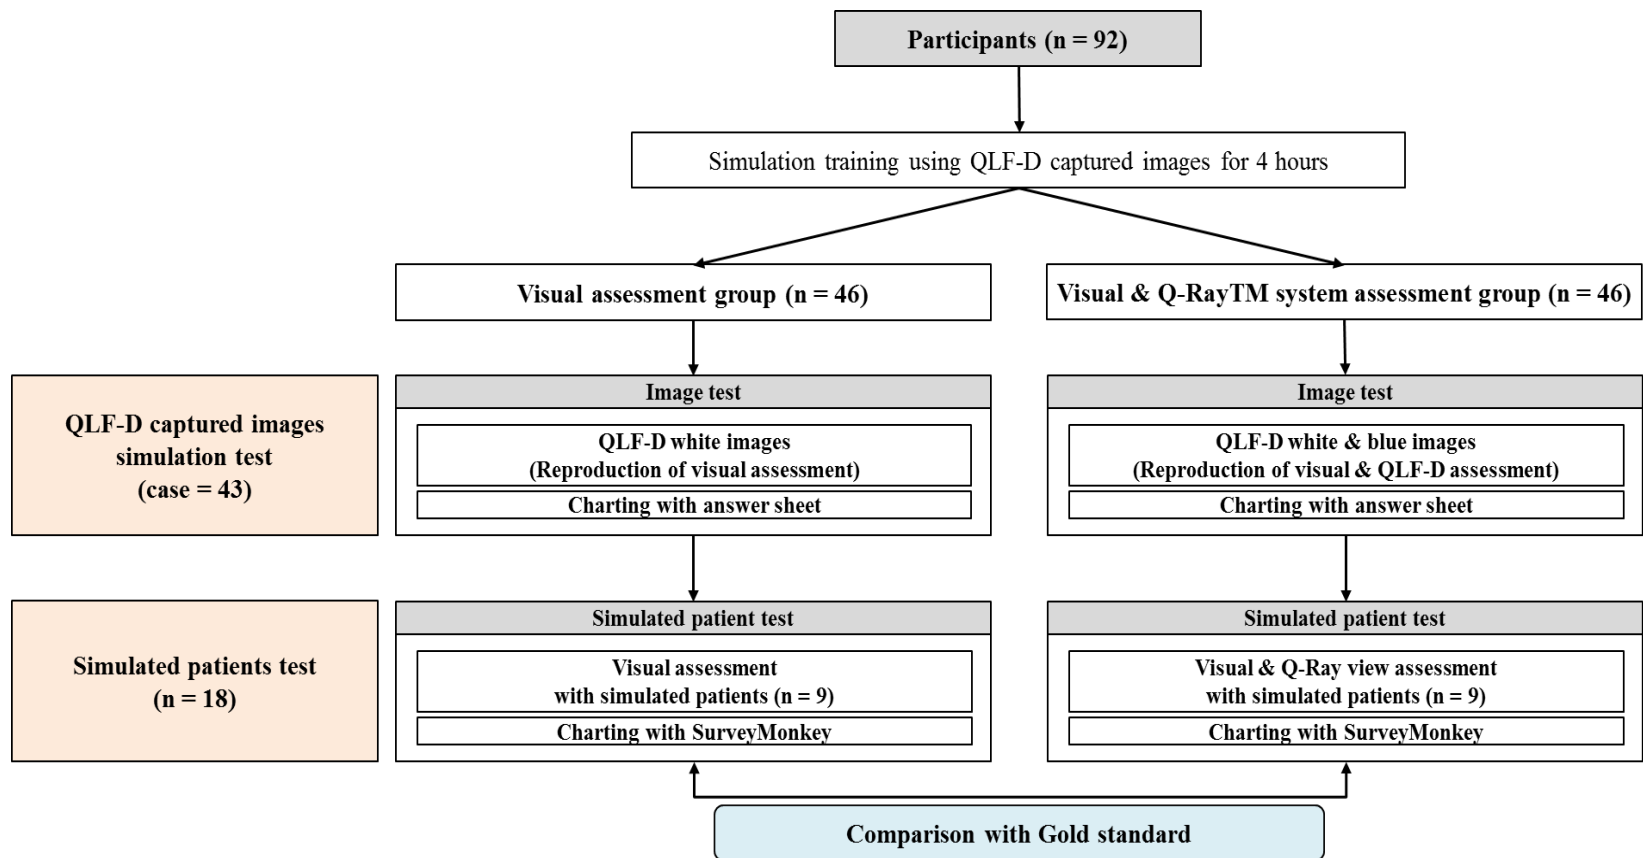 Participants (n = 92)
Simulation training using QLF-D captured images for 4 hours
Visual assessment group (n = 46)
Visual & Q-RayTM system assessment group (n = 46)
QLF-D captured images
simulation test
(case = 43)
Image test
QLF-D white images
(Reproduction of visual assessment)
Charting with answer sheet
Image test
QLF-D white & blue images
(Reproduction of visual & QLF-D assessment)
Charting with answer sheet
Simulated patients test
(n = 18)
Simulated patient test
Visual assessment
with simulated patients (n = 9)
Charting with SurveyMonkey
Simulated patient test
Visual & Q-Ray view assessment
with simulated patients (n = 9)
Charting with SurveyMonkey
Comparison with Gold standard